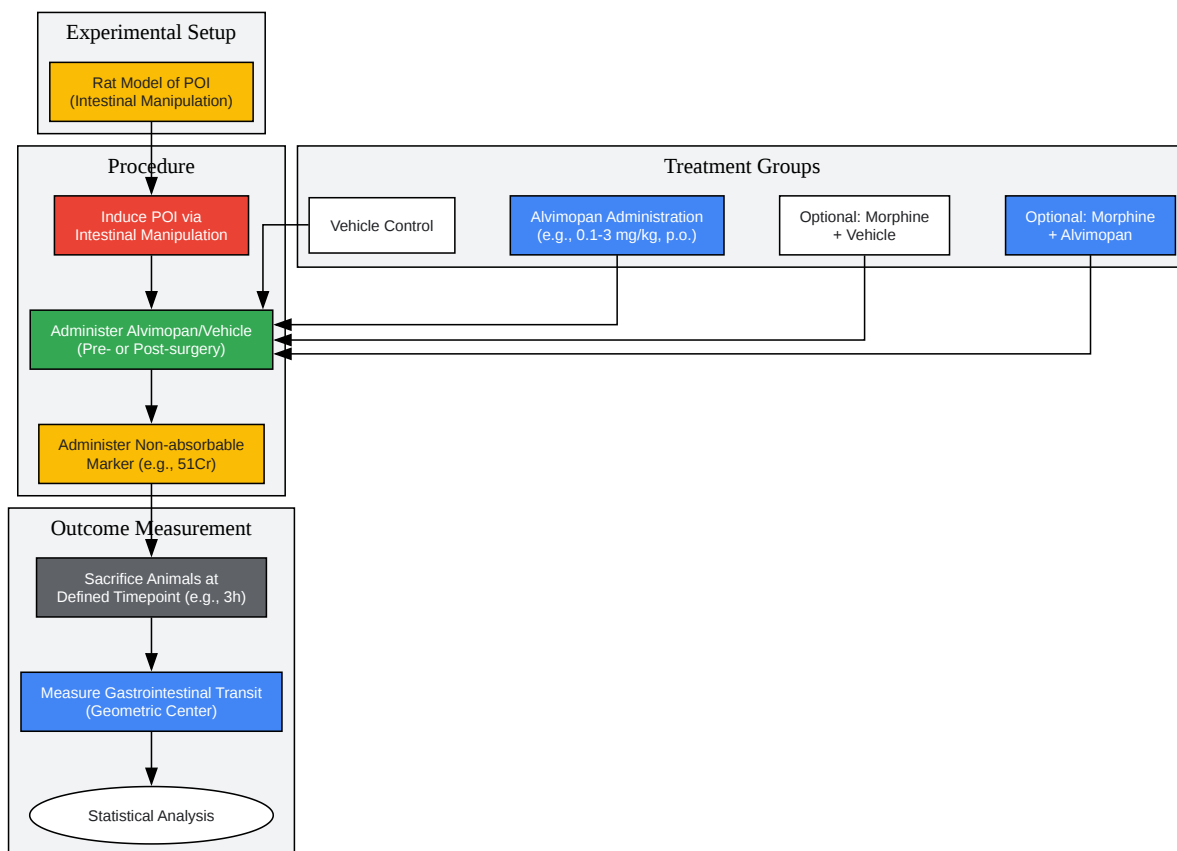 Experimental Setup
Rat Model of POI
(Intestinal Manipulation)
Procedure
Treatment Groups
Induce POI via
Intestinal Manipulation
Vehicle Control
Alvimopan Administration
(e.g., 0.1-3 mg/kg, p.o.)
Optional: Morphine
+ Vehicle
Optional: Morphine
+ Alvimopan
Administer Alvimopan/Vehicle
(Pre- or Post-surgery)
Administer Non-absorbable
Marker (e.g., 51Cr)
Outcome Measurement
Sacrifice Animals at
Defined Timepoint (e.g., 3h)
Measure Gastrointestinal Transit
(Geometric Center)
Statistical Analysis